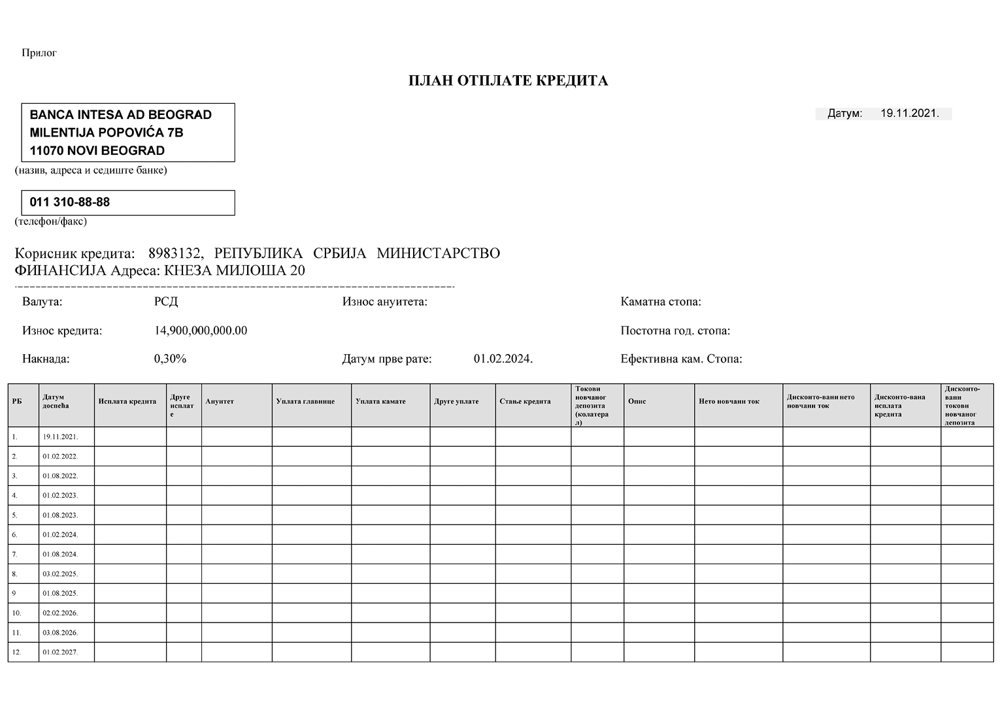 Прилог
ПЛАН ОТПЛАТЕ КРЕДИТА
BANCA INTESA AD BEOGRAD
MILENTIJA POPOVIĆA 7B
11070 NOVI BEOGRAD
Датум: 19.11.2021.
(назив, адреса и седиште банке)
011 310-88-88
(телефон/факс)
Корисник кредита: 8983132, РЕПУБЛИКА СРБИЈА МИНИСТАРСТВО
ФИНАНСИЈА Адреса: КНЕЗА МИЛОША 20
Валута: РСД Износ ануитета: Каматна стопа:
Износ кредита: 14,900,000,000.00 Постотна год. стопа:
Накнада: 0,30% Датум прве рате: 01.02.2024. Ефективна кам. Стопа:
РБ
Датум
доспећа
Исплата кредита
Друге
исплат
е
Ануитет
Уплата главнице
Уплата камате
Друге уплате
Стање кредита
Токови
новчаног
депозита
(колатера
л)
Опис
Нето новчани ток
Дисконто-вани нето
новчани ток
Дисконто-вана
исплата
кредита
Дисконто-
вани
токови
новчаног
депозита
1. 19.11.2021.
2. 01.02.2022.
3. 01.08.2022.
4. 01.02.2023.
5. 01.08.2023.
6. 01.02.2024.
7. 01.08.2024.
8. 03.02.2025.
9 01.08.2025.
10. 02.02.2026.
11. 03.08.2026.
12. 01.02.2027.